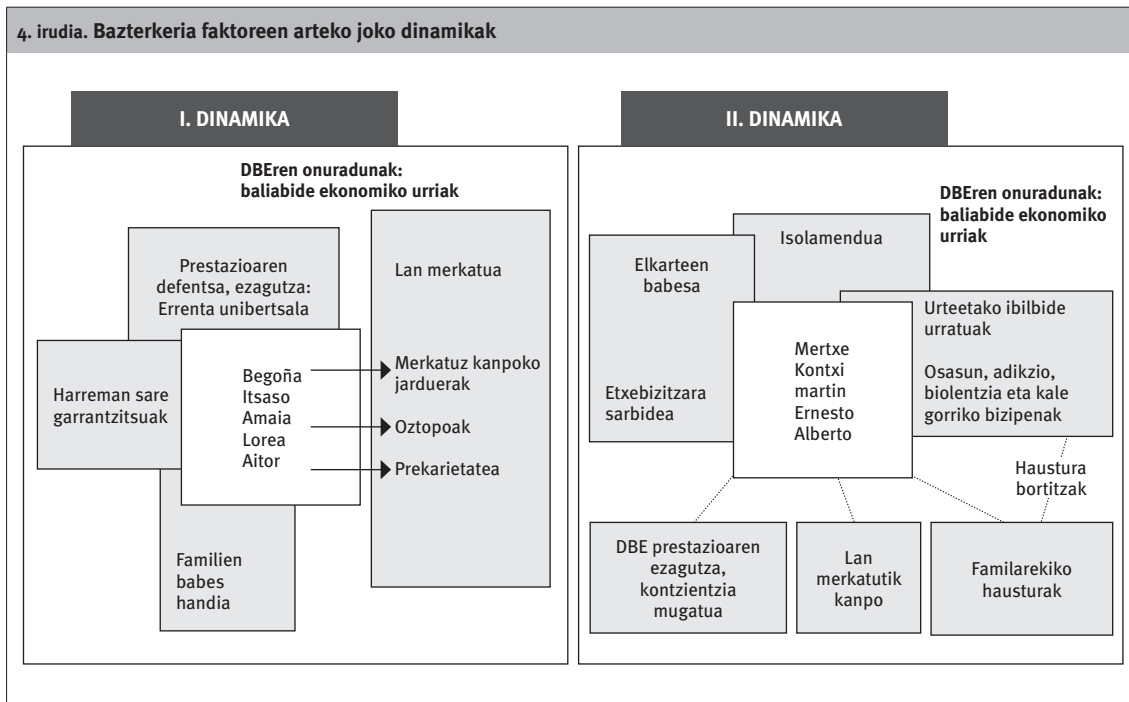 4. irudia. Bazterkeria faktoreen arteko joko dinamikak
I. DINAMIKA
DBEren onuradunak:
baliabide ekonomiko urriak
Prestazioaren
defentsa, ezagutza:
Errenta unibertsala
Harreman sare
garrantzitsuak
Begoña
Itsaso
Amaia
Lorea
Aitor
Familien
babes
handia
Lan merkatua
Merkatuz kanpoko
jarduerak
Oztopoak
Prekarietatea
II. DINAMIKA
DBEren onuradunak:
baliabide ekonomiko
urriak
Isolamendua
Elkarteen
babesa
Etxebizitzara
sarbidea
Mertxe
Kontxi
martin
Ernesto
Alberto
Urteetako ibilbide
urratuak
Osasun, adikzio,
biolentzia eta kale
gorriko bizipenak
Haustura
bortitzak
DBE prestazioaren
ezagutza,
kontzientzia
mugatua
Lan
merkatutik
kanpo
Familarekiko
hausturak